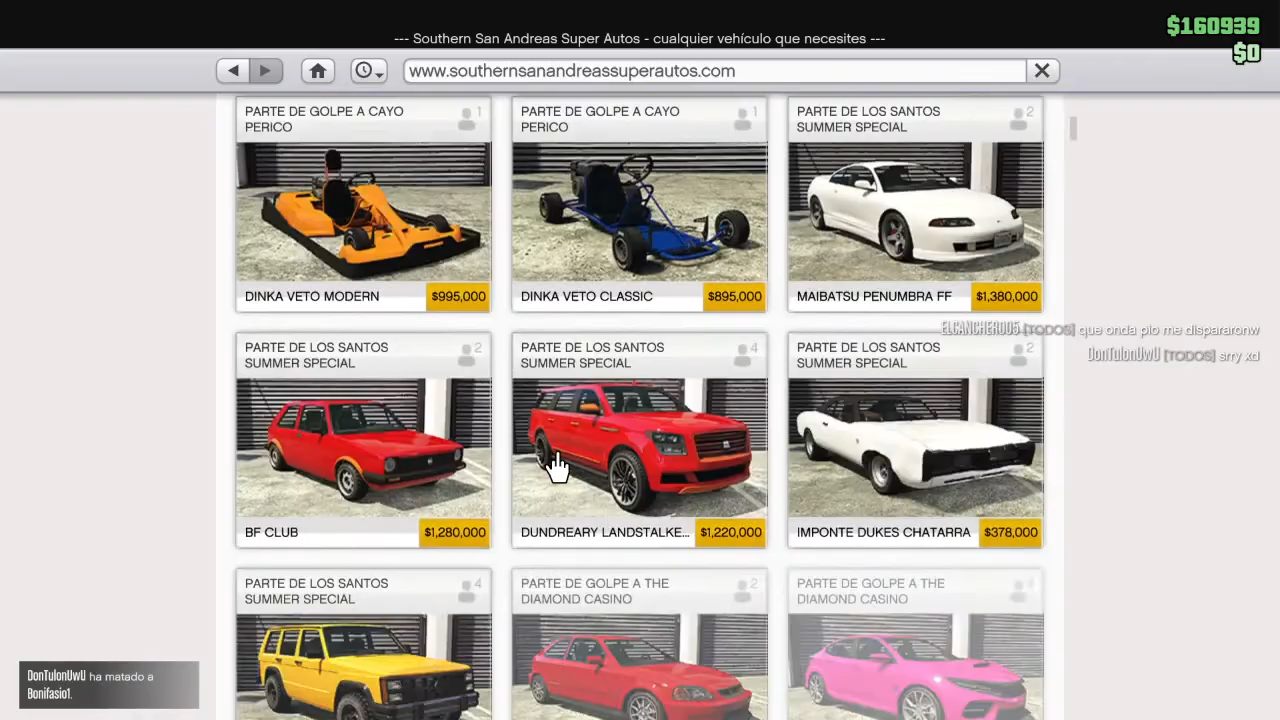 $160939
$0
--- Southern San Andreas Super Autos - cualquier vehículo que necesites ---
www.southernsanandreassuperautos.com
PARTE DE GOLPE A CAYO
PERICO
1
DINKA VETO MODERN
$995,000
PARTE DE GOLPE A CAYO
PERICO
1
DINKA VETO CLASSIC
$895,000
PARTE DE LOS SANTOS
SUMMER SPECIAL
2
MAIBATSU PENUMBRA FF
$1,380,000
ELCANCHERO05 [TODOS] que onda plo me dispararonw
DonTulonUwU [TODOS] srry xd
PARTE DE LOS SANTOS
SUMMER SPECIAL
2
BF CLUB
$1,280,000
PARTE DE LOS SANTOS
SUMMER SPECIAL
4
DUNDREARY LANDSTALKE...
$1,220,000
PARTE DE LOS SANTOS
SUMMER SPECIAL
2
IMPONTE DUKES CHATARRA
$378,000
PARTE DE LOS SANTOS
SUMMER SPECIAL
4
PARTE DE GOLPE A THE
DIAMOND CASINO
2
PARTE DE GOLPE A THE
DIAMOND CASINO
4
DonTulonUwU ha matado a
Bonifasio1.